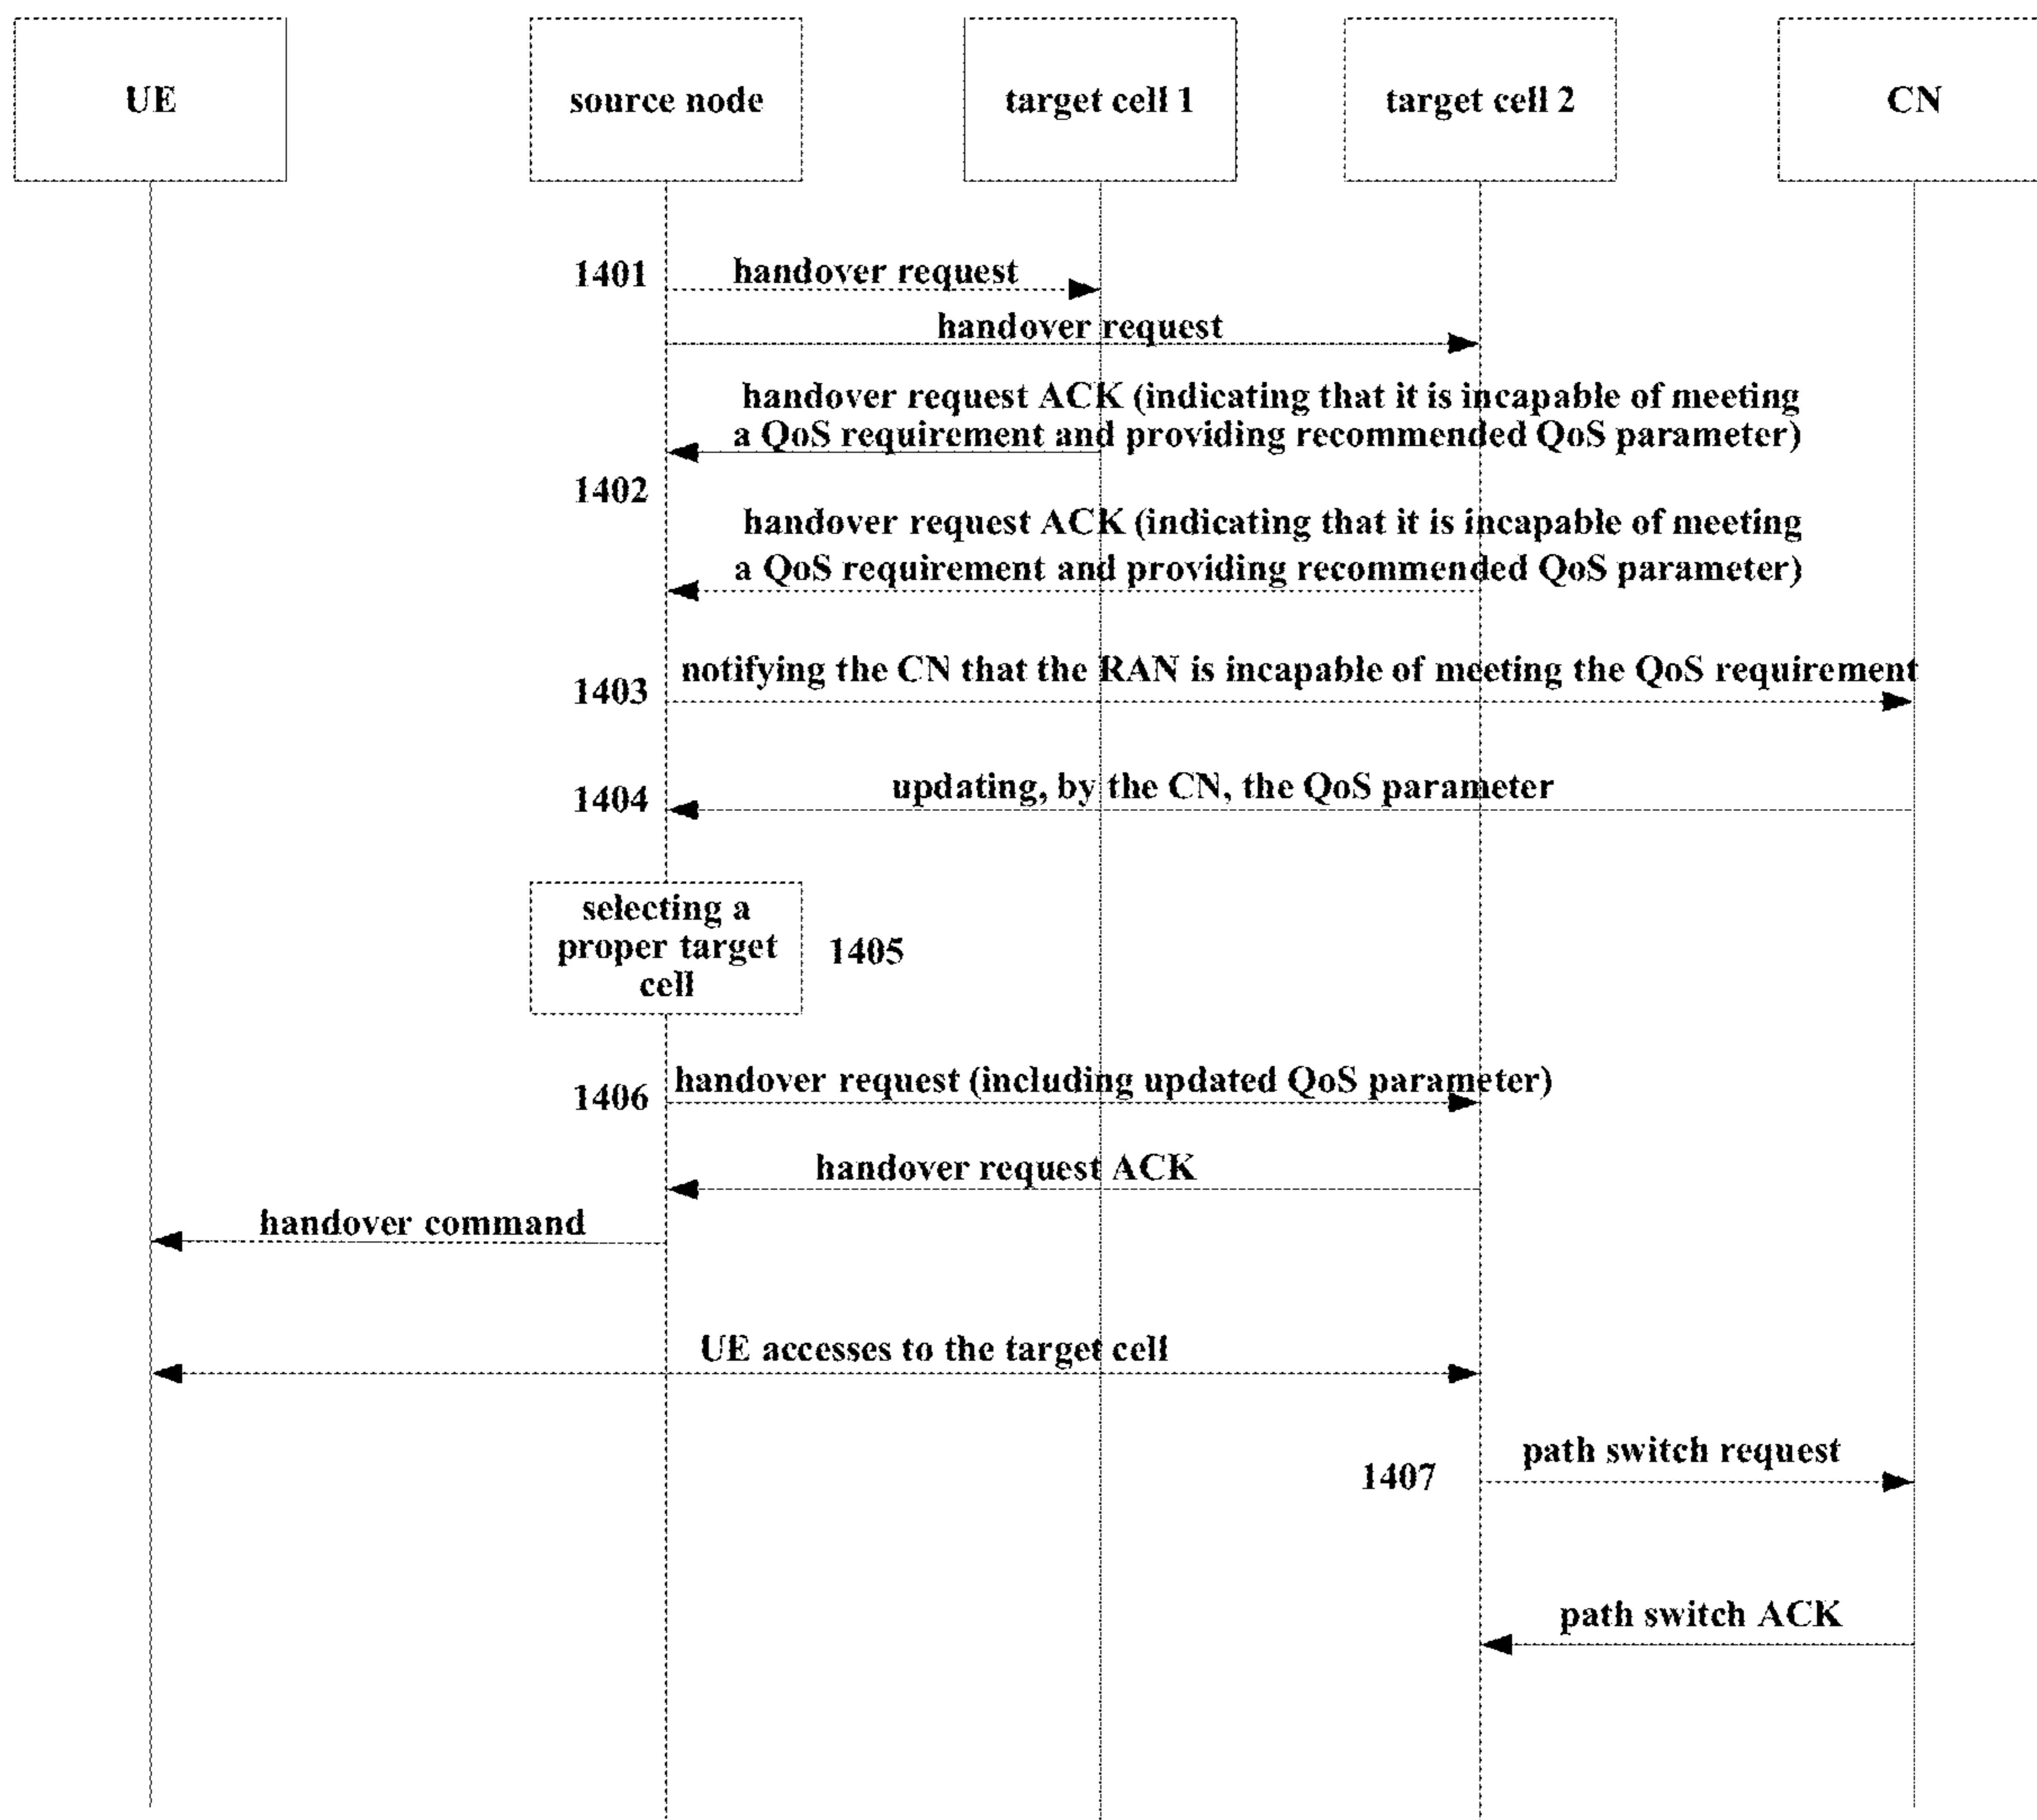 UE
source node
target cell 1
target cell 2
CN
1401
handover request
handover request
handover request ACK (indicating that it is incapable of meeting
a QoS requirement and providing recommended QoS parameter)
1402
handover request ACK (indicating that it is incapable of meeting
a QoS requirement and providing recommended QoS parameter)
notifying the CN that the RAN is incapable of meeting the QoS requirement
1403
updating, by the CN, the QoS parameter
1404
selecting a
proper target
cell
1405
handover request (including updated QoS parameter)
1406
handover request ACK
handover command
UE accesses to the target cell
path switch request
1407
path switch ACK